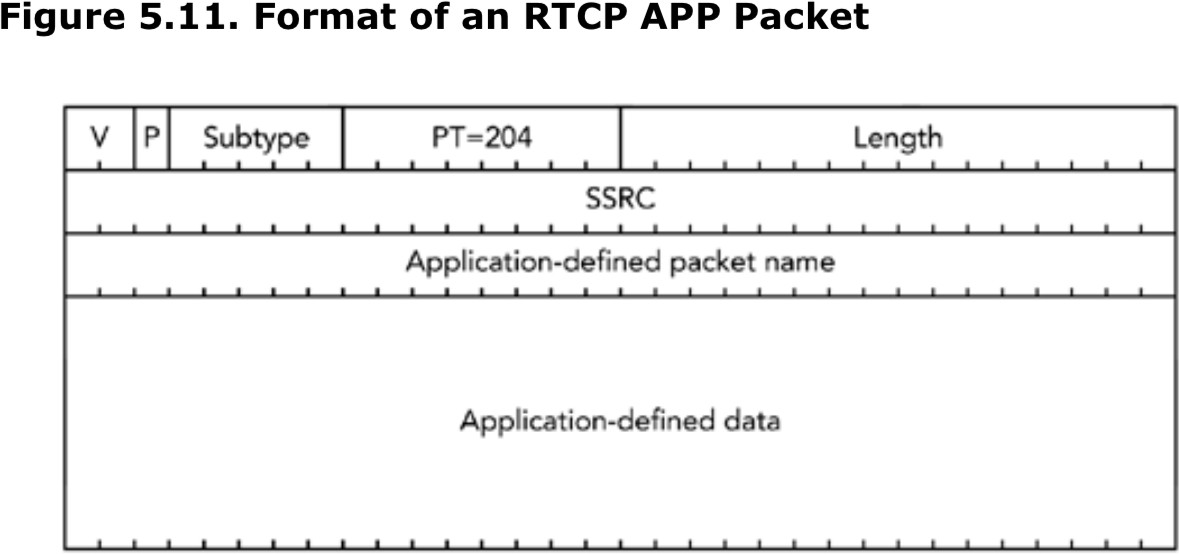 Figure 5.11. Format of an RTCP APP Packet
V P Subtype PT=204 Length
SSRC
Application-defined packet name
Application-defined data